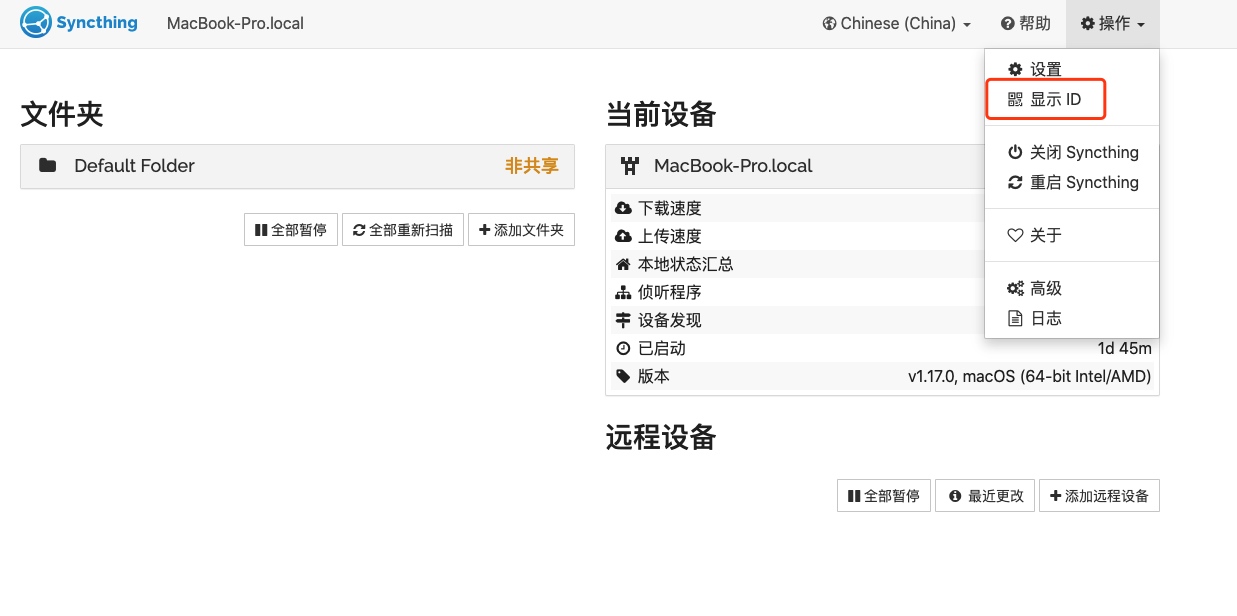 Syncthing MacBook-Pro.local Chinese (China) 帮助 操作
设置
显示 ID
关闭 Syncthing
重启 Syncthing
关于
高级
日志
文件夹
Default Folder 非共享
全部暂停 全部重新扫描 添加文件夹
当前设备
MacBook-Pro.local
下载速度
上传速度
本地状态汇总
侦听程序
设备发现
已启动 1d 45m
版本 v1.17.0, macOS (64-bit Intel/AMD)
远程设备
全部暂停 最近更改 添加远程设备